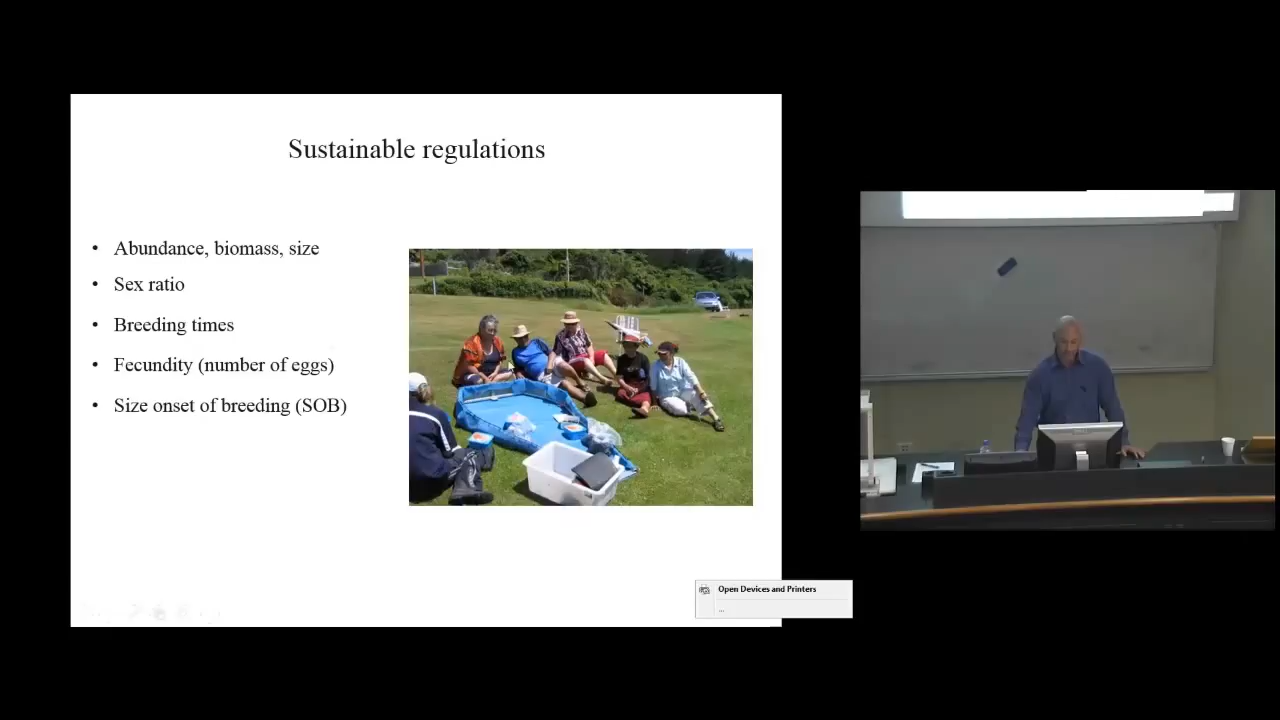 Sustainable regulations
• Abundance, biomass, size
• Sex ratio
• Breeding times
• Fecundity (number of eggs)
• Size onset of breeding (SOB)
Open Devices and Printers
...